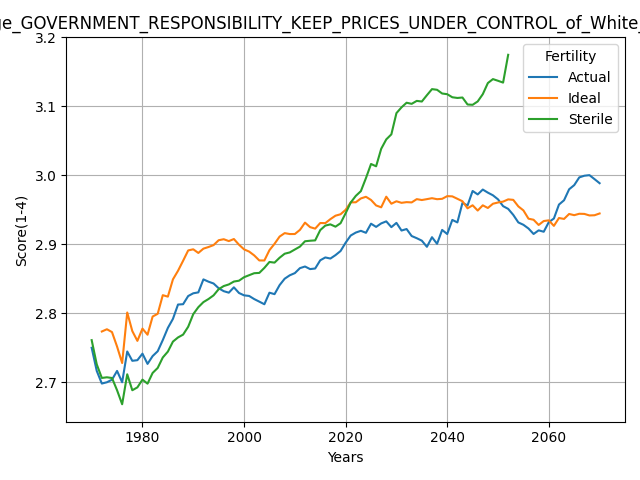 ge_GOVERNMENT_RESPONSIBILITY_KEEP_PRICES_UNDER_CONTROL_of_White_
3.2
3.1
3.0
2.9
2.8
2.7
Score(1-4)
Fertility
Actual
Ideal
Sterile
1980
2000
2020
2040
2060
Years